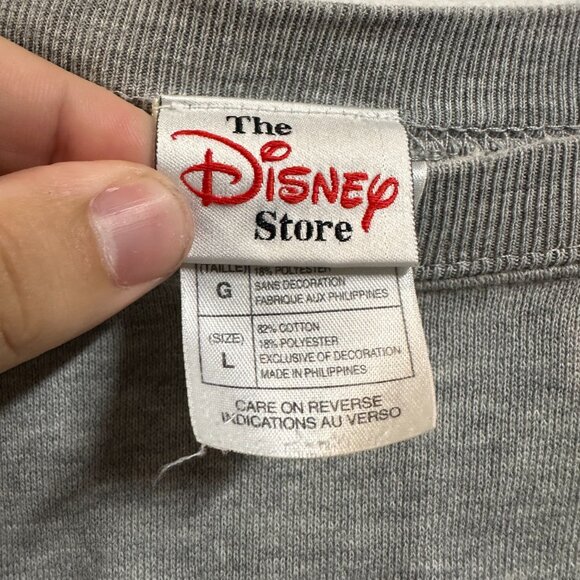 The
Disney
Store
(TAILLE)
G
18% POLYESTER
SANS DECORATION
FABRIQUE AUX PHILIPPINES
(SIZE)
L
82% COTTON
18% POLYESTER
EXCLUSIVE OF DECORATION
MADE IN PHILIPPINES
CARE ON REVERSE
INDICATIONS AU VERSO